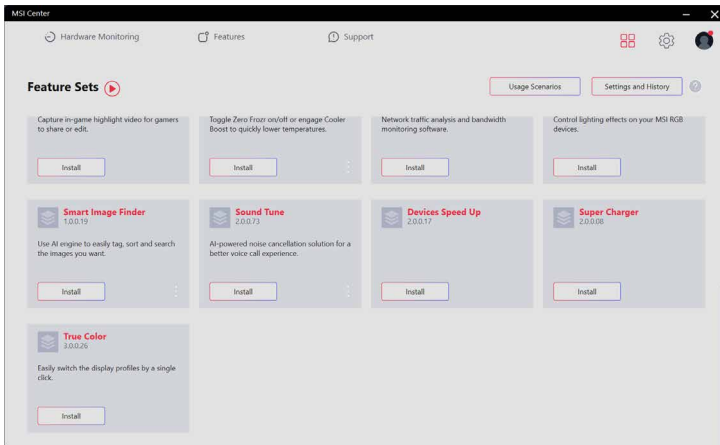 MSI Center
Hardware Monitoring
Features
Support
Feature Sets
Usage Scenarios
Settings and History
?
Capture in-game highlight video for gamers
to share or edit.
Install
Toggle Zero Frozr on/off or engage Cooler
Boost to quickly lower temperatures.
Install
Network traffic analysis and bandwidth
monitoring software.
Install
Control lighting effects on your MSI RGB
devices.
Install
Smart Image Finder
1.0.0.19
Use AI engine to easily tag, sort and search
the images you want.
Install
Sound Tune
2.0.0.73
AI-powered noise cancellation solution for a
better voice call experience.
Install
Devices Speed Up
2.0.0.17
Install
Super Charger
2.0.0.08
Install
True Color
3.0.0.26
Easily switch the display profiles by a single
click.
Install